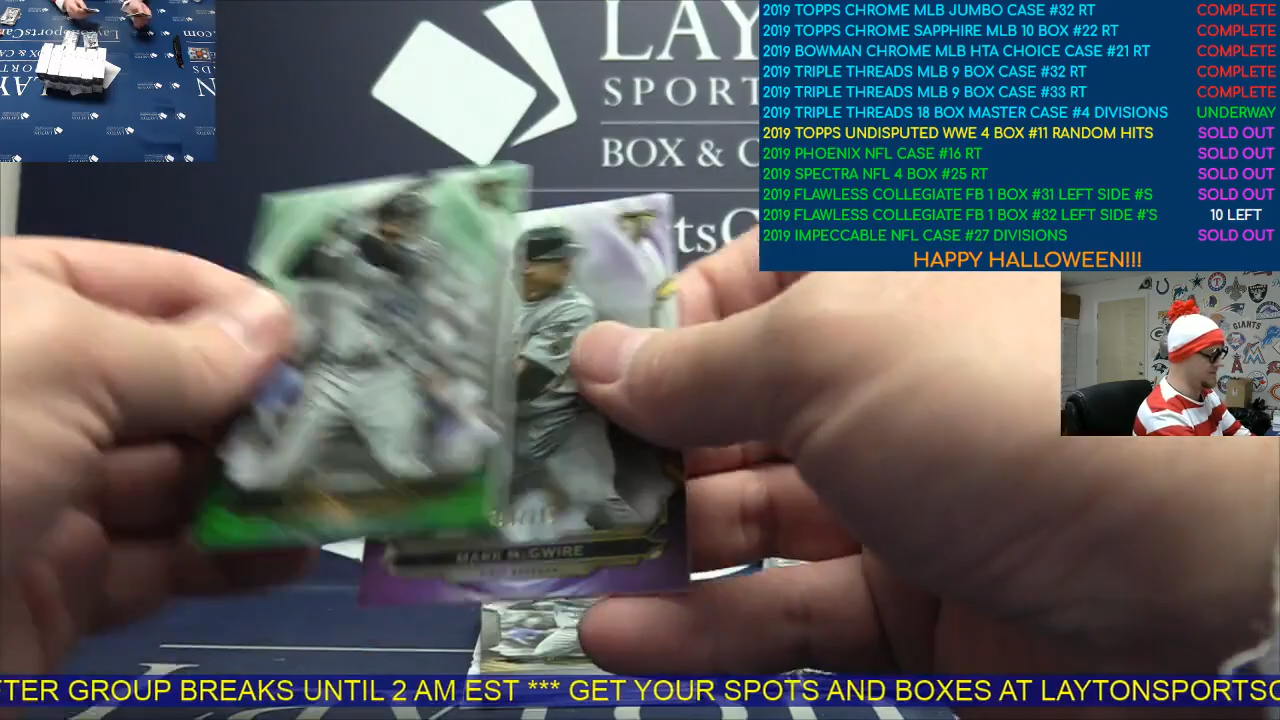 2019 TOPPS CHROME MLB JUMBO CASE #32 RT COMPLETE
2019 TOPPS CHROME SAPPHIRE MLB 10 BOX #22 RT COMPLETE
2019 BOWMAN CHROME MLB HTA CHOICE CASE #21 RT COMPLETE
2019 TRIPLE THREADS MLB 9 BOX CASE #32 RT COMPLETE
2019 TRIPLE THREADS MLB 9 BOX CASE #33 RT COMPLETE
2019 TRIPLE THREADS 18 BOX MASTER CASE #4 DIVISIONS UNDERWAY
2019 TOPPS UNDISPUTED WWE 4 BOX #11 RANDOM HITS SOLD OUT
2019 PHOENIX NFL CASE #16 RT SOLD OUT
2019 SPECTRA NFL 4 BOX #25 RT SOLD OUT
2019 FLAWLESS COLLEGIATE FB 1 BOX #31 LEFT SIDE #S SOLD OUT
2019 FLAWLESS COLLEGIATE FB 1 BOX #32 LEFT SIDE #'S 10 LEFT
2019 IMPECCABLE NFL CASE #27 DIVISIONS SOLD OUT
HAPPY HALLOWEEN!!!
LAY
SPORT
BOX & C
tsC
GIANTS
MARK McGWIRE
FTER GROUP BREAKS UNTIL 2 AM EST *** GET YOUR SPOTS AND BOXES AT LAYTONSPORTSC